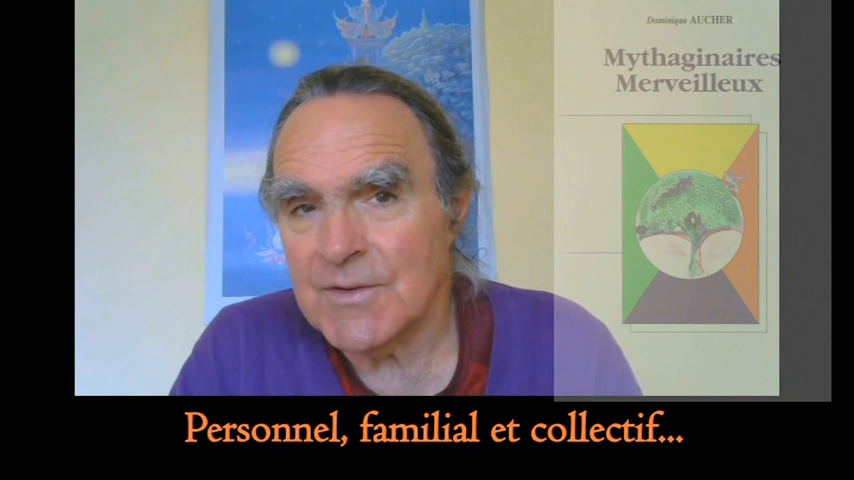 Dominique AUCHER
Mythaginaires
Merveilleux
Personnel, familial et collectif...